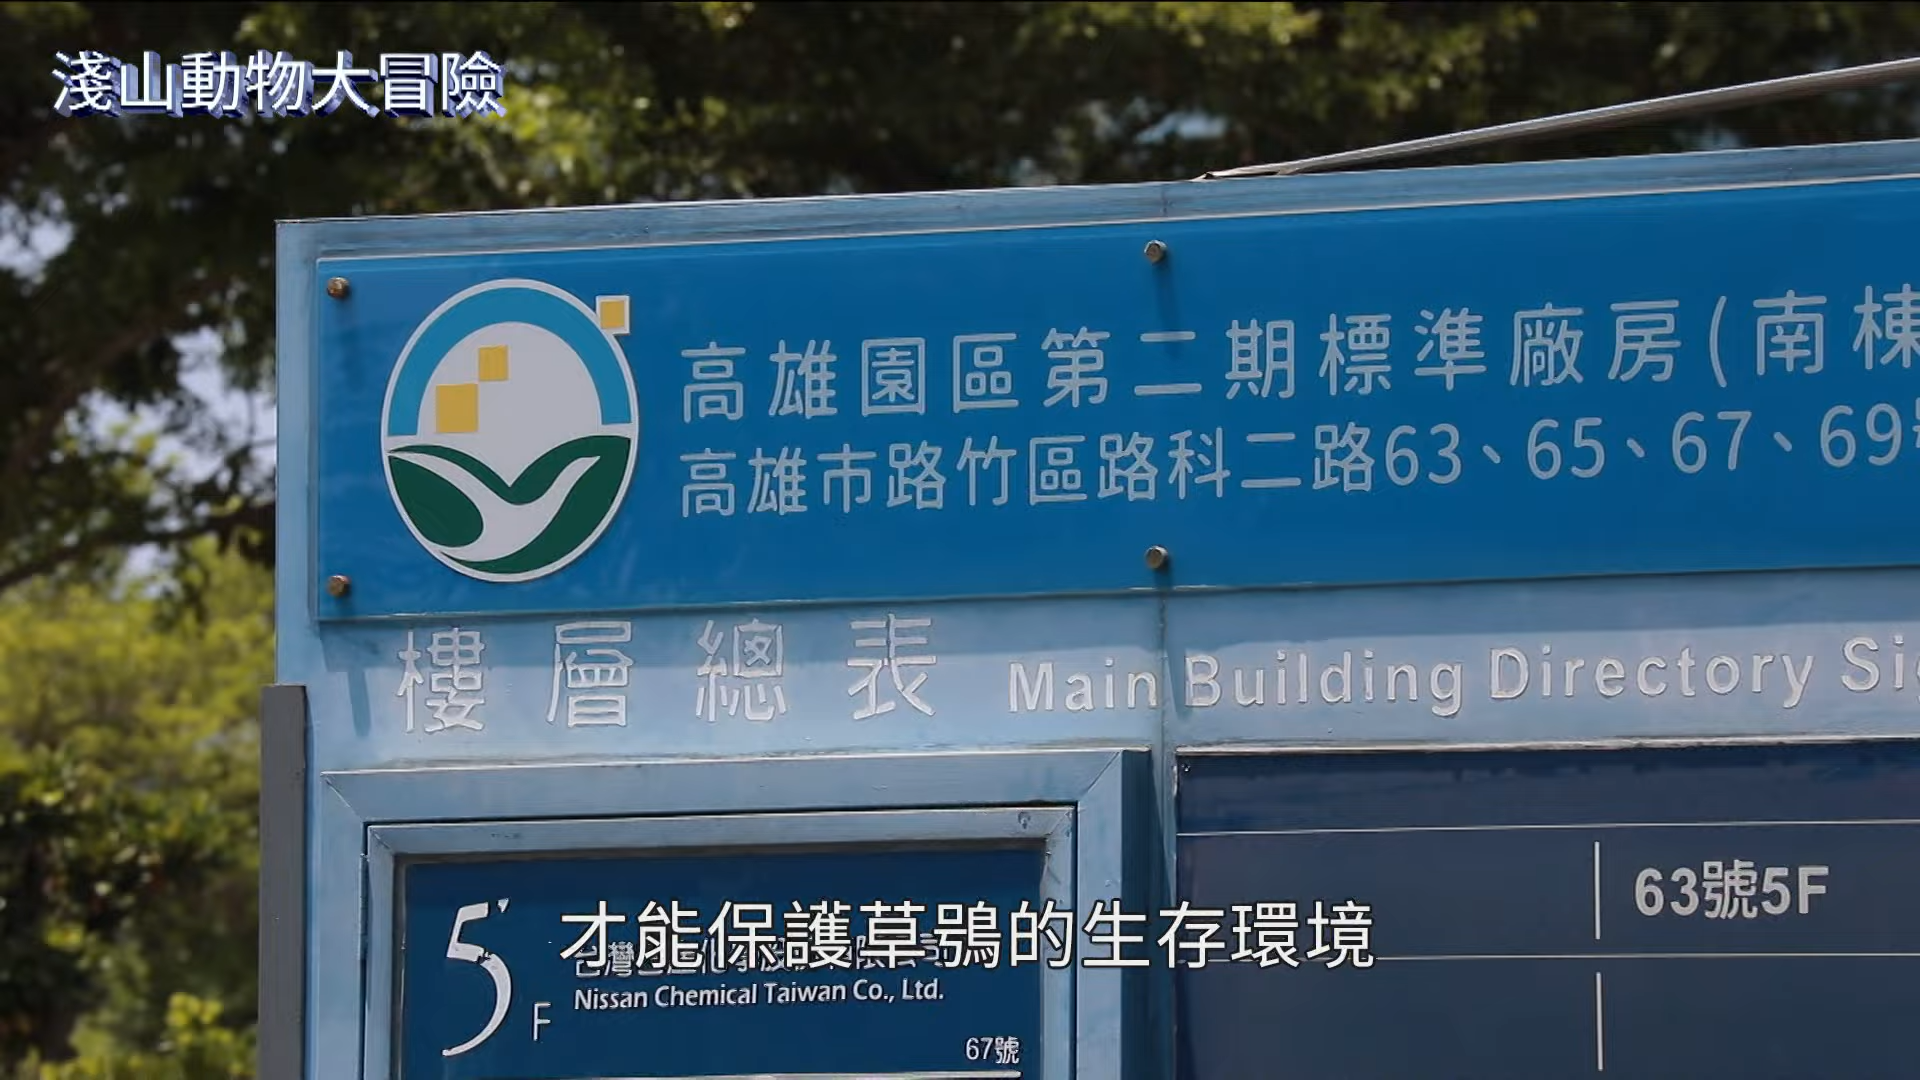 淺山動物大冒險
高雄園區第二期標準廠房(南棟
高雄市路竹區路科二路63、65、67、69號
樓層總表 Main Building Directory
63號5F
5F
才能保護草鴞的生存環境
Nissan Chemical Taiwan Co., Ltd.
67號